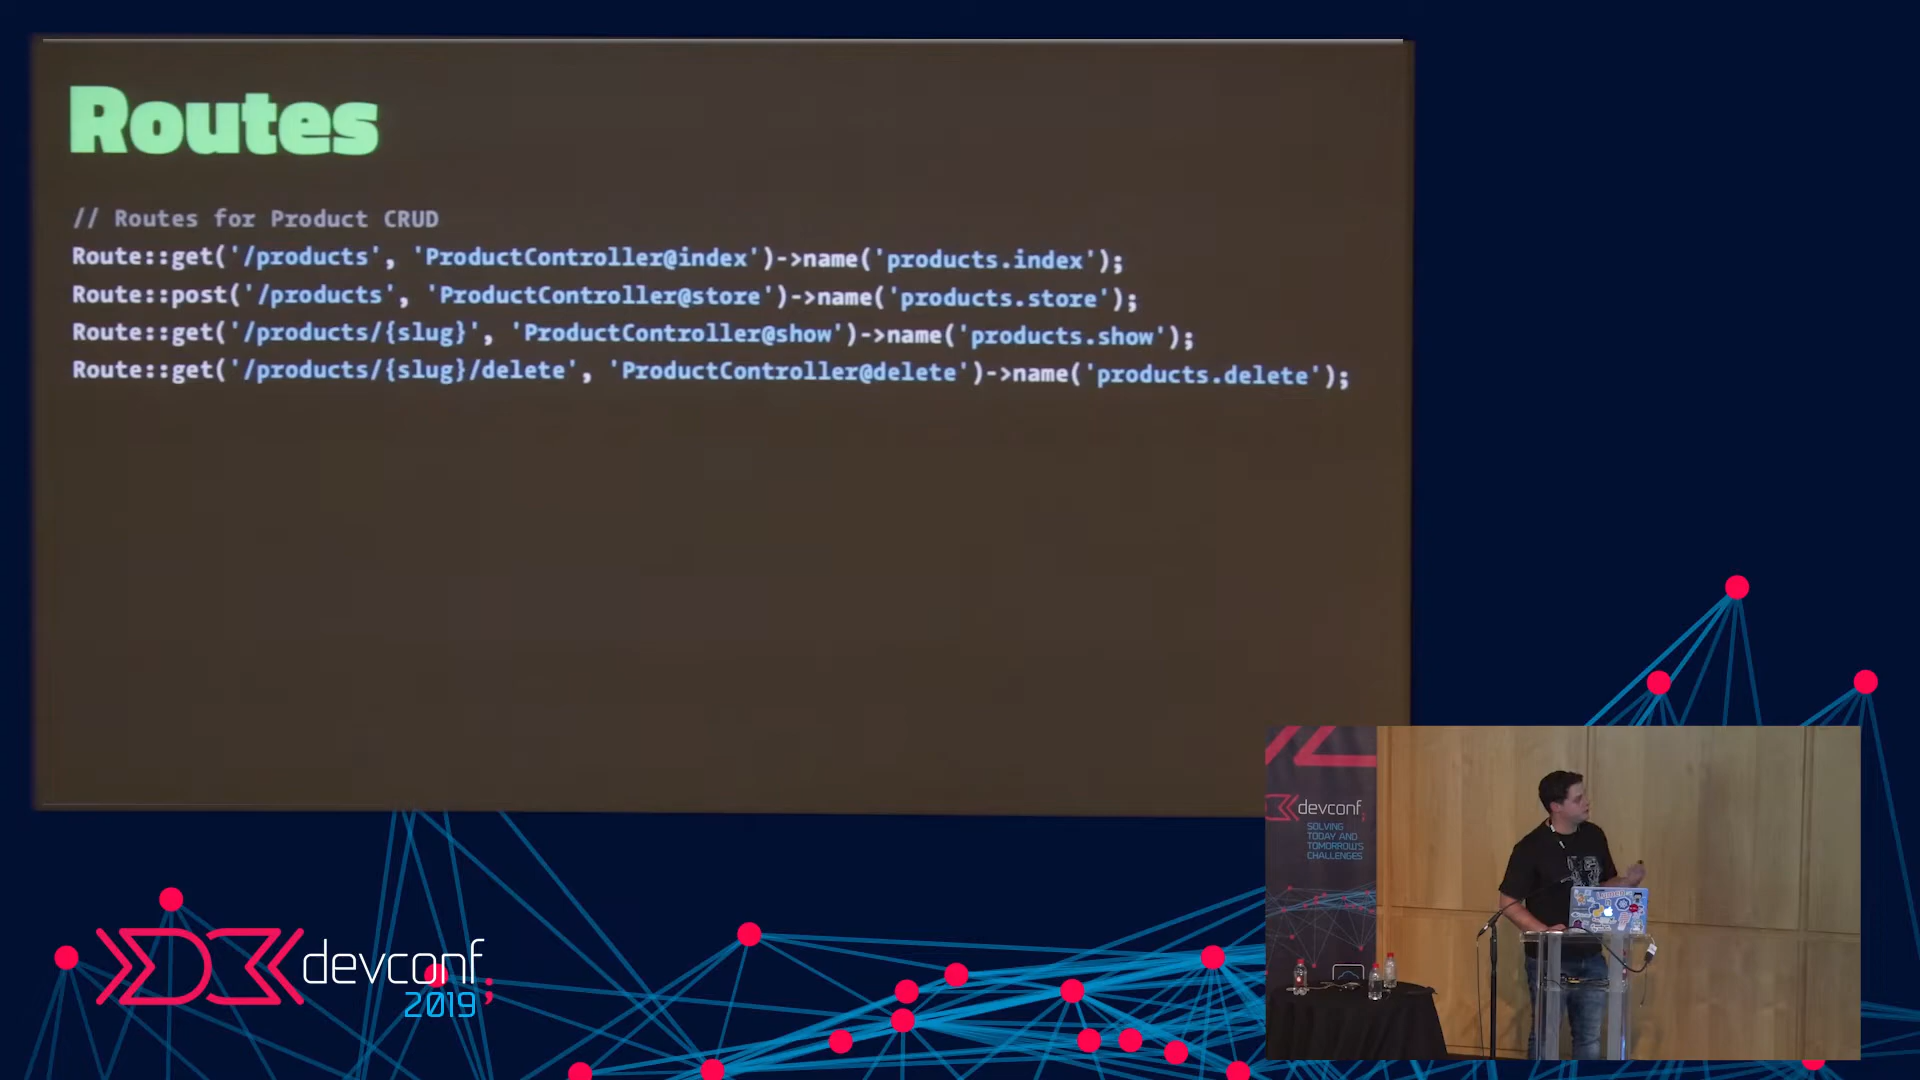 Routes
// Routes for Product CRUD
Route::get('/products', 'ProductController@index')->name('products.index');
Route::post('/products', 'ProductController@store')->name('products.store');
Route::get('/products/{slug}', 'ProductController@show')->name('products.show');
Route::get('/products/{slug}/delete', 'ProductController@delete')->name('products.delete');
devconf;
SOLVING
TODAY AND
TOMORROW'S
CHALLENGES
devconf;
2019